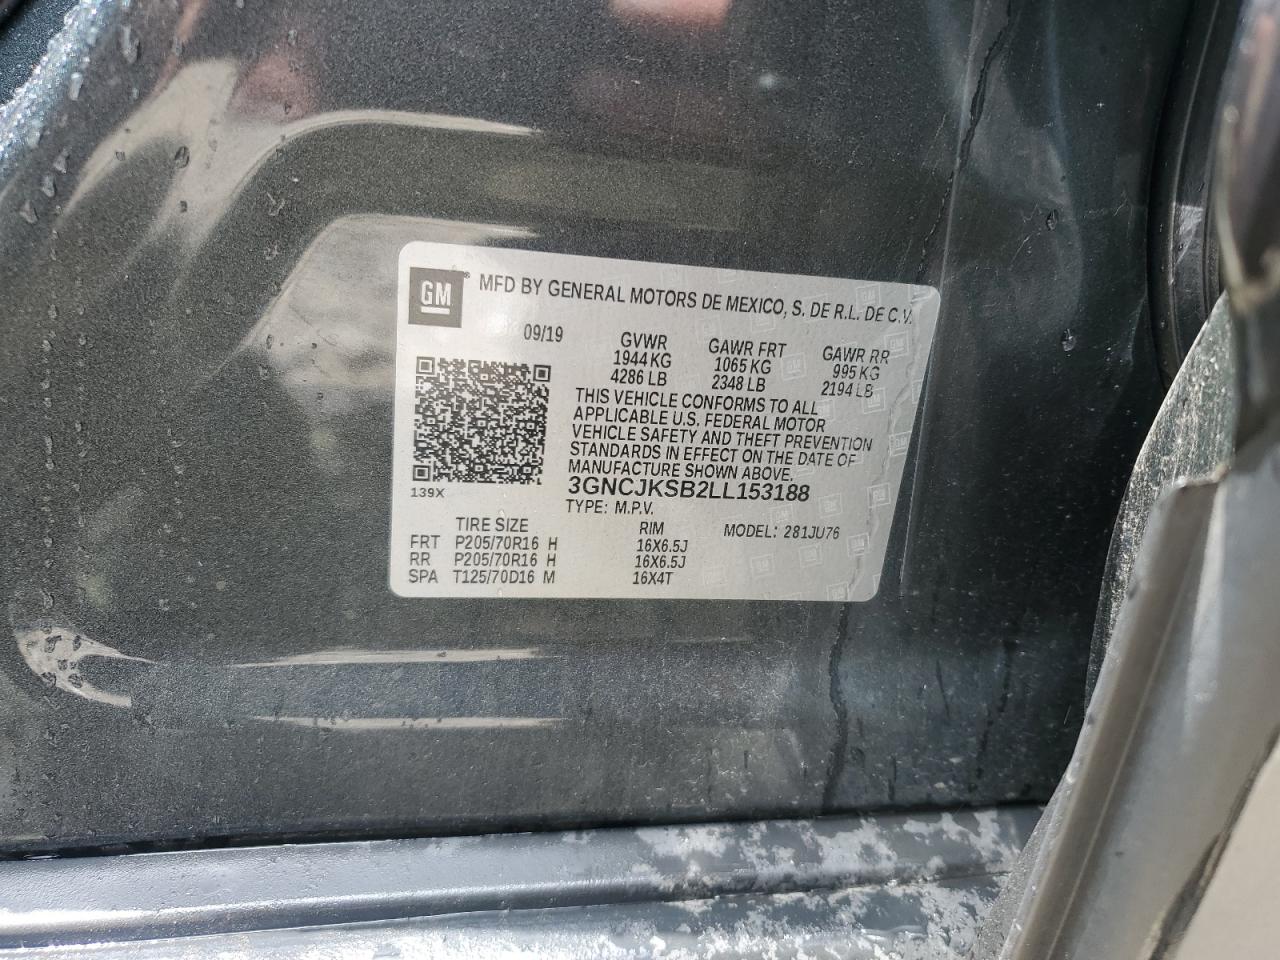 GM
MFD BY GENERAL MOTORS DE MEXICO, S. DE R.L. DE C.V.
09/19
GVWR GAWR FRT GAWR RR
1944 KG 1065 KG 995 KG
4286 LB 2348 LB 2194 LB
THIS VEHICLE CONFORMS TO ALL
APPLICABLE U.S. FEDERAL MOTOR
VEHICLE SAFETY AND THEFT PREVENTION
STANDARDS IN EFFECT ON THE DATE OF
MANUFACTURE SHOWN ABOVE.
3GNCJKSB2LL153188
139X
TYPE: M.P.V.
TIRE SIZE RIM MODEL: 281JU76
FRT P205/70R16 H 16X6.5J
RR P205/70R16 H 16X6.5J
SPA T125/70D16 M 16X4T